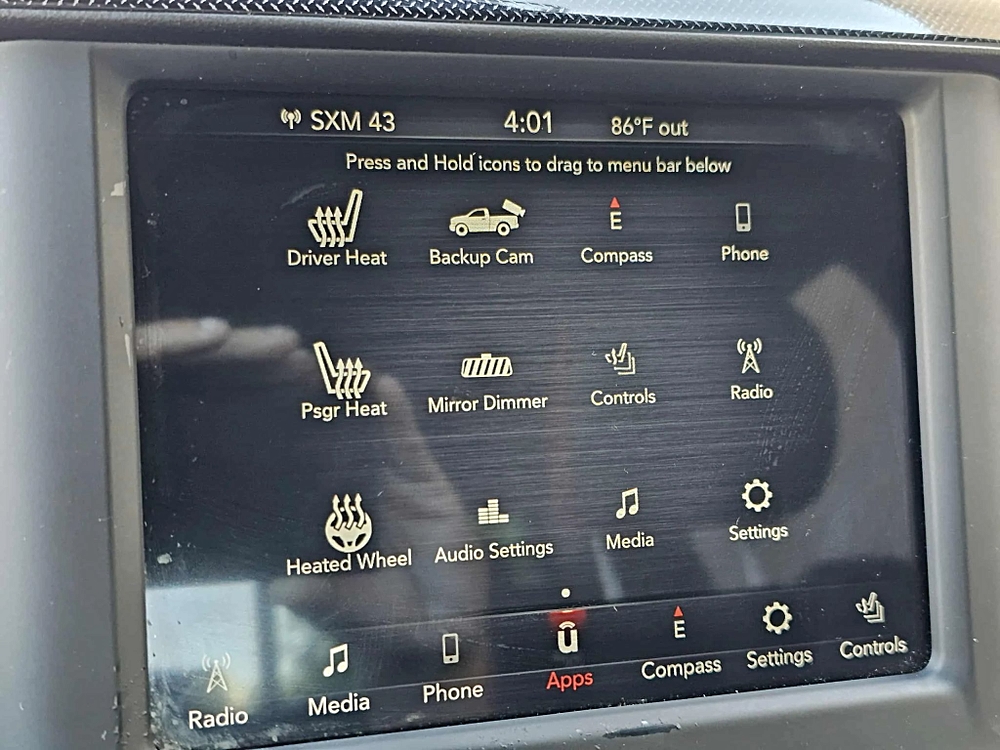 SXM 43 4:01 86°F out
Press and Hold icons to drag to menu bar below
E
Driver Heat Backup Cam Compass Phone
Psgr Heat Mirror Dimmer Controls Radio
Heated Wheel Audio Settings Media Settings
ū E
Radio Media Phone Apps Compass Settings Controls